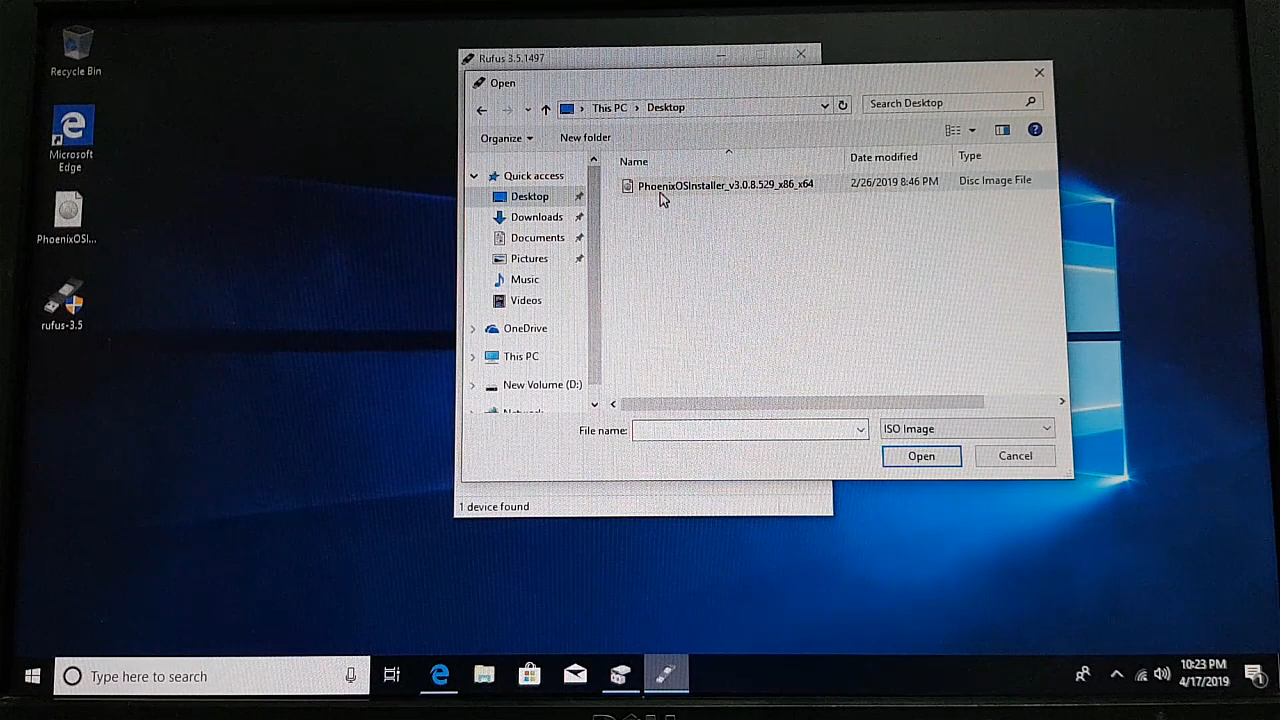 Recycle Bin
Microsoft
Edge
PhoenixOSI...
rufus-3.5
Rufus 3.5.1497
Open
This PC > Desktop
Search Desktop
Organize
New folder
Name
Date modified
Type
Quick access
Desktop
Downloads
Documents
Pictures
Music
Videos
OneDrive
This PC
New Volume (D:)
PhoenixOSInstaller_v3.0.8.529_x86_x64
2/26/2019 8:46 PM
Disc Image File
File name:
ISO Image
Open
Cancel
1 device found
Type here to search
10:23 PM
4/17/2019